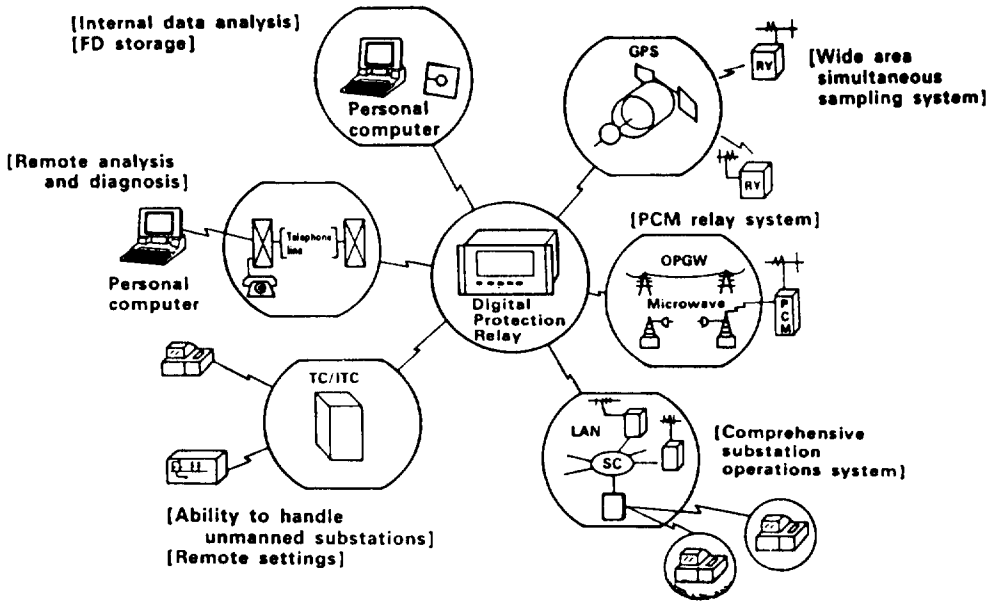 [Internal data analysis]
[FD storage]
Personal
computer
GPS
RY
[Wide area
simultaneous
sampling system]
RY
[Remote analysis
and diagnosis]
Telephone
line
Personal
computer
Digital
Protection
Relay
[PCM relay system]
OPGW
Microwave
P
C
M
TC/ITC
[Ability to handle
unmanned substations]
[Remote settings]
LAN
SC
[Comprehensive
substation
operations system]